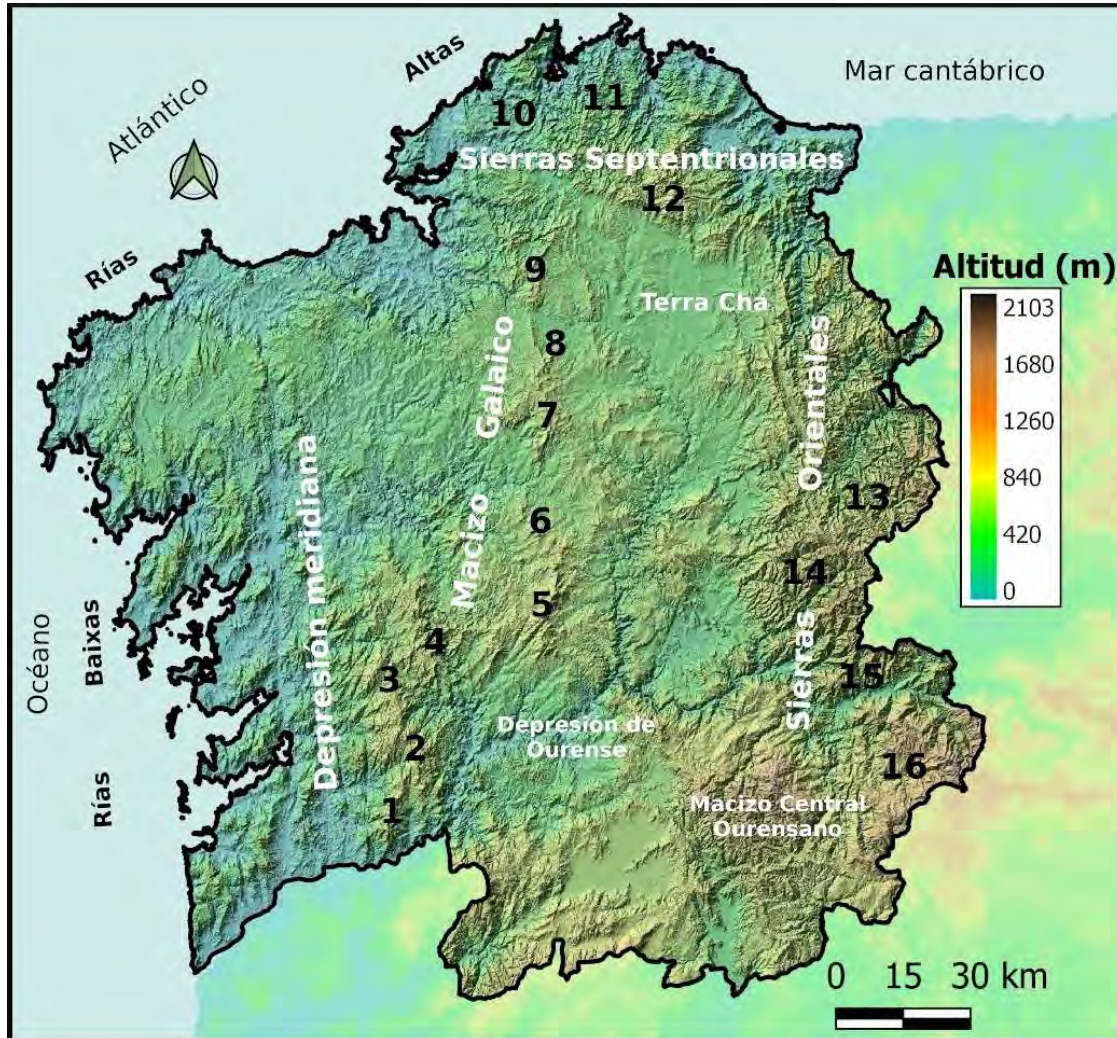 Altas
Mar cantábrico
Atlántico
10
11
Sierras Septentrionales
12
Rías
9
Altitud (m)
2103
1680
1260
840
420
0
Terra Cha
8
Macizo Galaico
7
Sierras Orientales
Depresión meridiana
13
6
14
5
Océano
Baixas
4
3
15
Depresión de
Ourense
2
16
Rías
1
Macizo Central
Ourensano
0 15 30 km